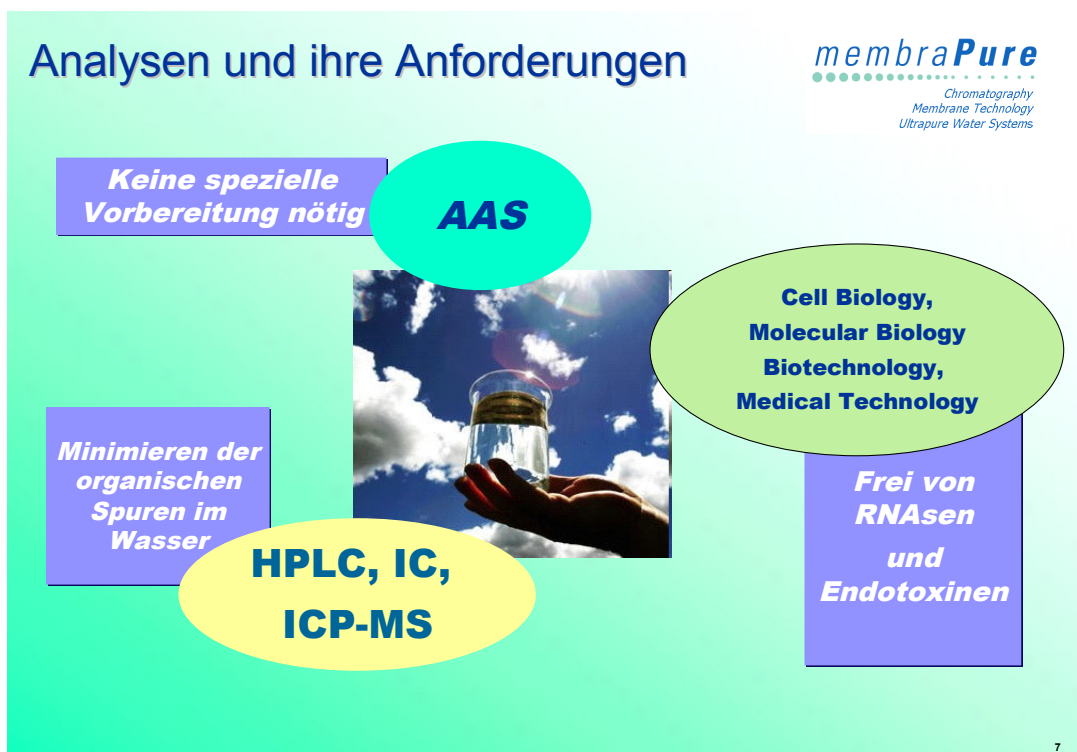 Analysen und ihre Anforderungen
membraPure
Chromatography
Membrane Technology
Ultrapure Water Systems
Keine spezielle
Vorbereitung nötig
AAS
Cell Biology,
Molecular Biology
Biotechnology,
Medical Technology
Minimieren der
organischen
Spuren im
Wasser
HPLC, IC,
ICP-MS
Frei von
RNAsen
und
Endotoxinen
7